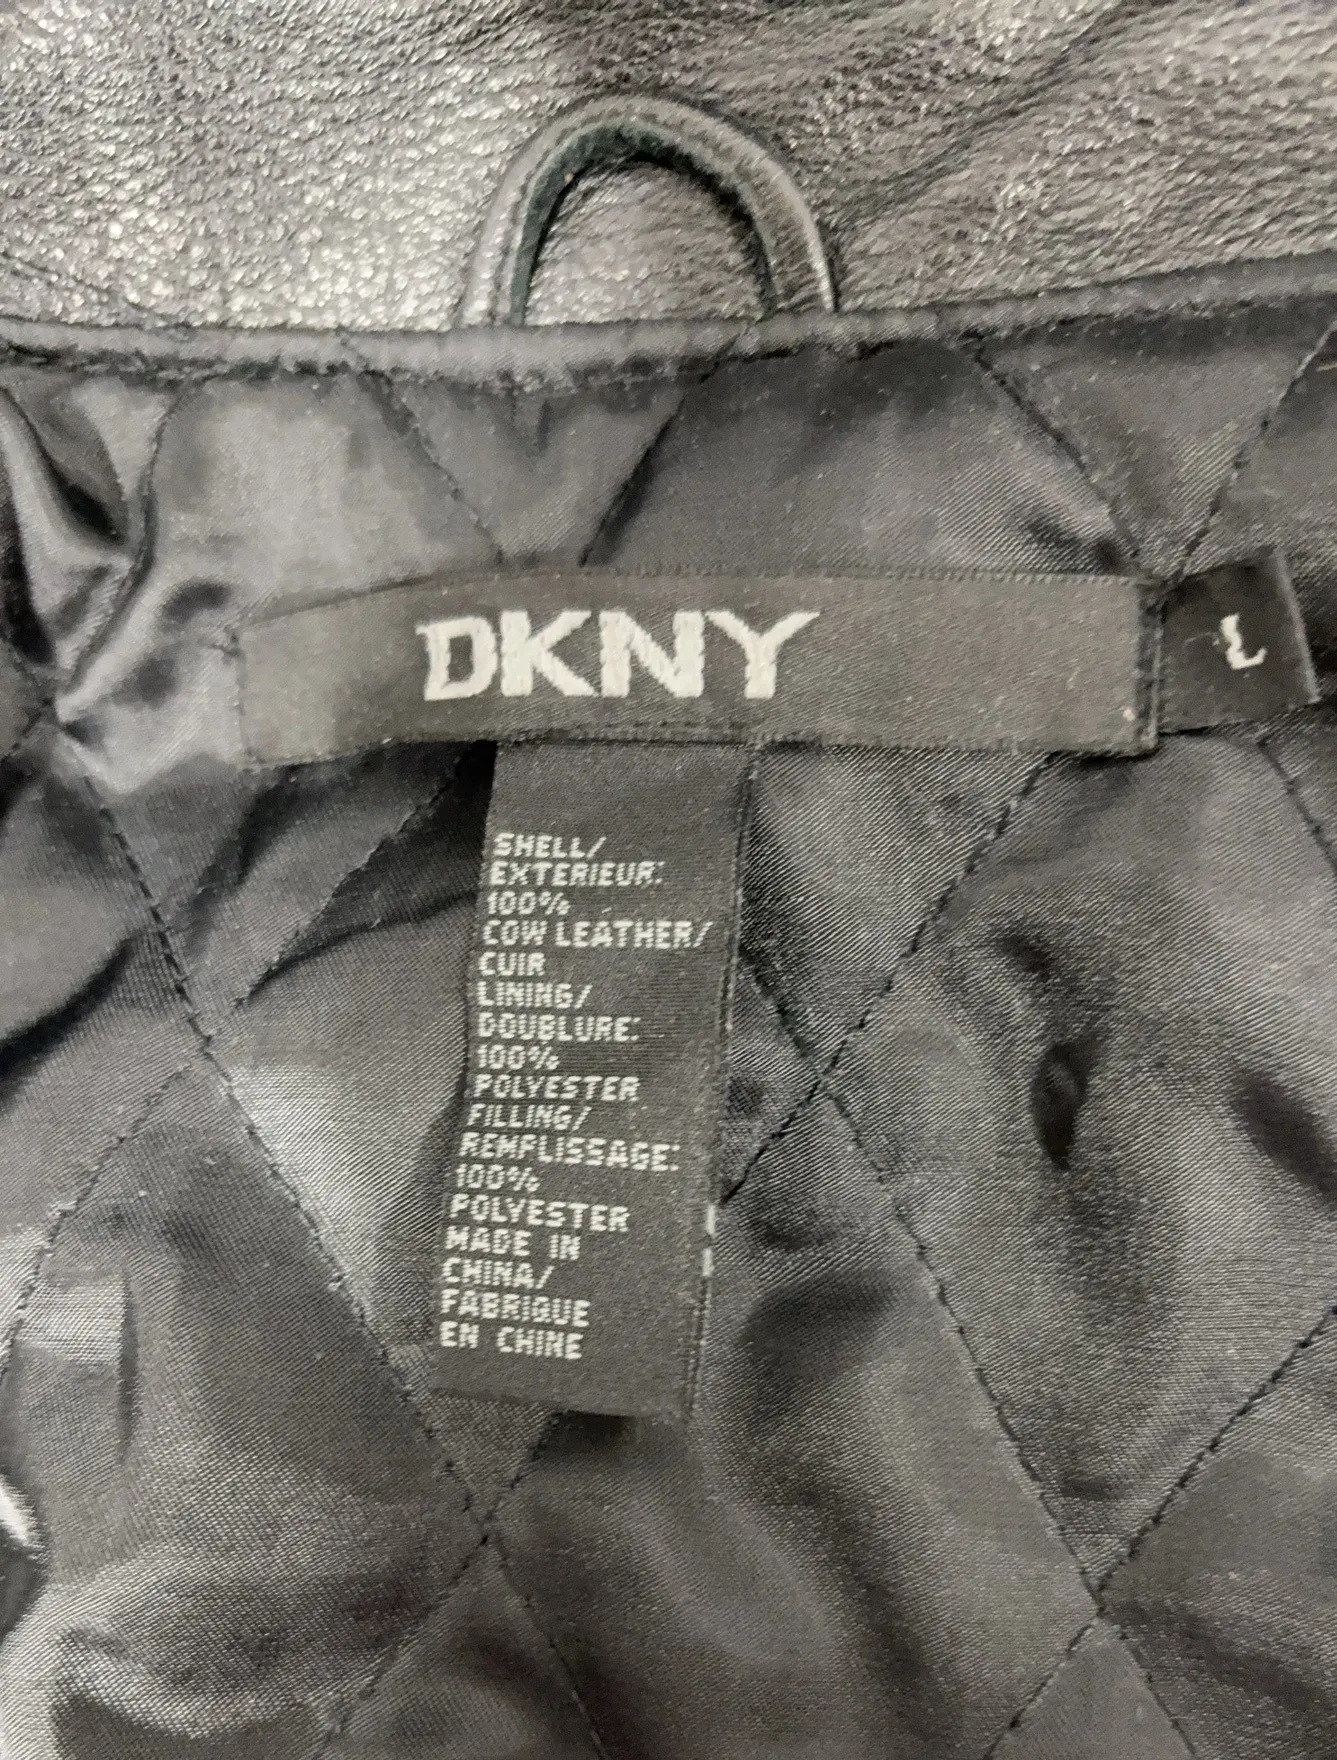 DKNY
L
SHELL/
EXTERIEUR:
100%
COW LEATHER/
CUIR
LINING/
DOUBLURE:
100%
POLYESTER
FILLING/
REMPLISSAGE:
100%
POLYESTER
MADE IN
CHINA/
FABRIQUE
EN CHINE